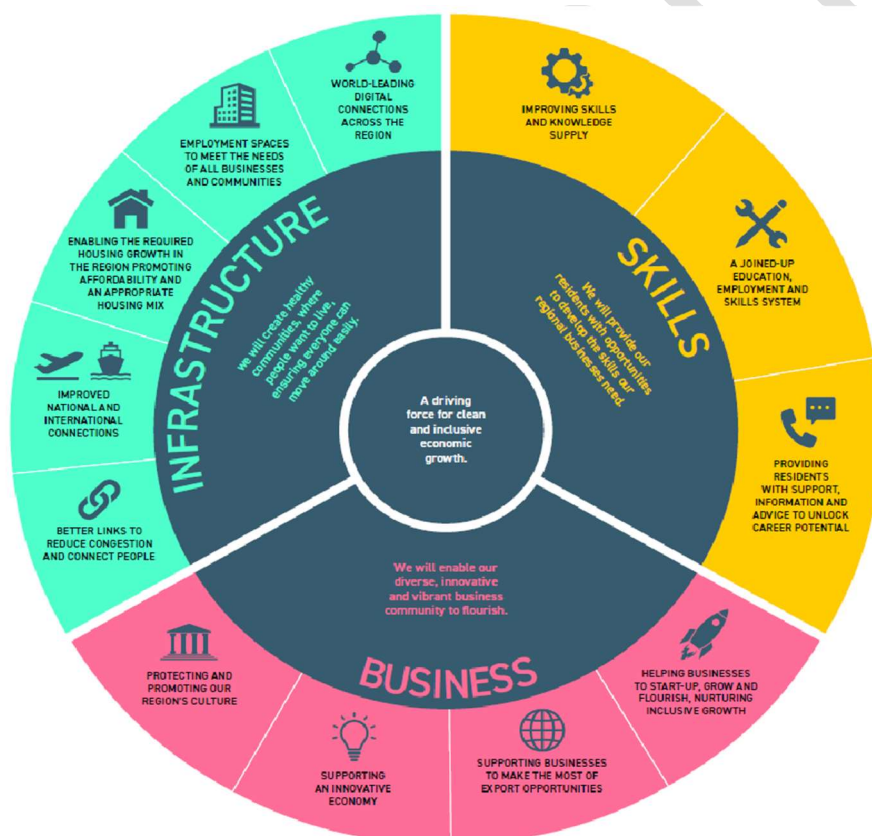 WORLD-LEADING
DIGITAL
CONNECTIONS
ACROSS THE
REGION
EMPLOYMENT SPACES
TO MEET THE NEEDS
OF ALL BUSINESSES
AND COMMUNITIES
ENABLING THE REQUIRED
HOUSING GROWTH IN
THE REGION PROMOTING
AFFORDABILITY AND
AN APPROPRIATE
HOUSING MIX
IMPROVED
NATIONAL AND
INTERNATIONAL
CONNECTIONS
BETTER LINKS TO
REDUCE CONGESTION
AND CONNECT PEOPLE
INFRASTRUCTURE
We will create healthy
communities, where
people want to live,
ensuring everyone can
move around easily.
IMPROVING SKILLS
AND KNOWLEDGE
SUPPLY
A JOINED-UP
EDUCATION,
EMPLOYMENT AND
SKILLS SYSTEM
PROVIDING
RESIDENTS
WITH SUPPORT,
INFORMATION AND
ADVICE TO UNLOCK
CAREER POTENTIAL
SKILLS
We will provide our
residents with opportunities
to develop the skills our
regional businesses need.
A driving
force for clean
and inclusive
economic
growth.
We will enable our
diverse, innovative
and vibrant business
community to flourish.
BUSINESS
PROTECTING AND
PROMOTING OUR
REGION'S CULTURE
SUPPORTING
AN INNOVATIVE
ECONOMY
SUPPORTING BUSINESSES
TO MAKE THE MOST OF
EXPORT OPPORTUNITIES
HELPING BUSINESSES
TO START-UP, GROW AND
FLOURISH, NURTURING
INCLUSIVE GROWTH